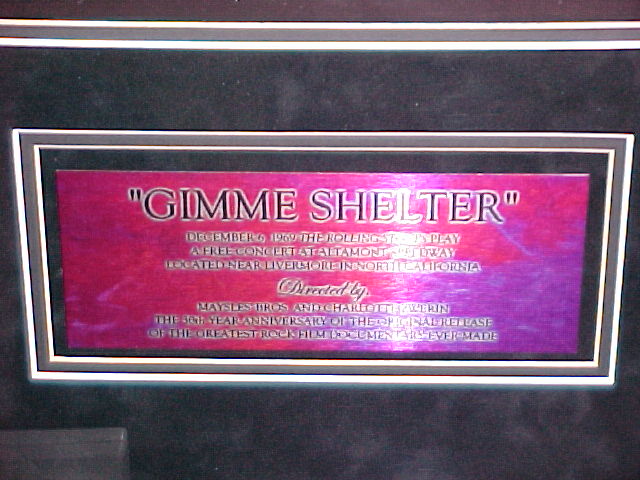 "GIMME SHELTER"
DECEMBER 6, 1969 THE ROLLING STONES PLAY
A FREE CONCERT AT ALTAMONT SPEEDWAY
LOCATED NEAR LIVERMORE IN NORTH CALIFORNIA
Directed by,
MAYSLES BROS. AND CHARLOTTE ZWERIN
THE 30th YEAR ANNIVERSARY OF THE ORIGINAL RELEASE
OF THE GREATEST ROCK FILM DOCUMENTARY EVER MADE